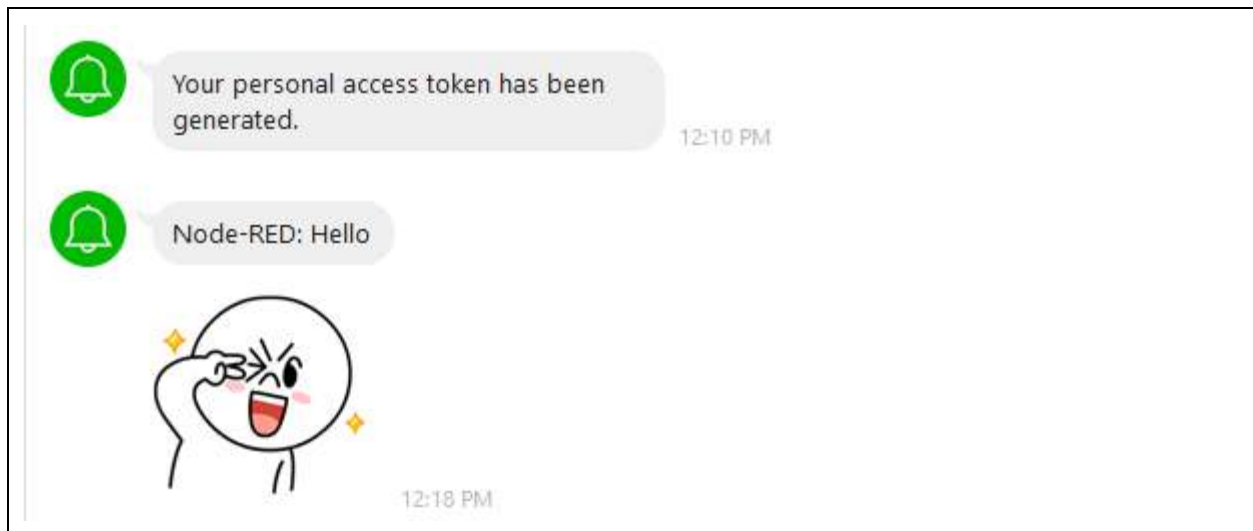 Your personal access token has been
generated.
12:10 PM
Node-RED: Hello
12:18 PM